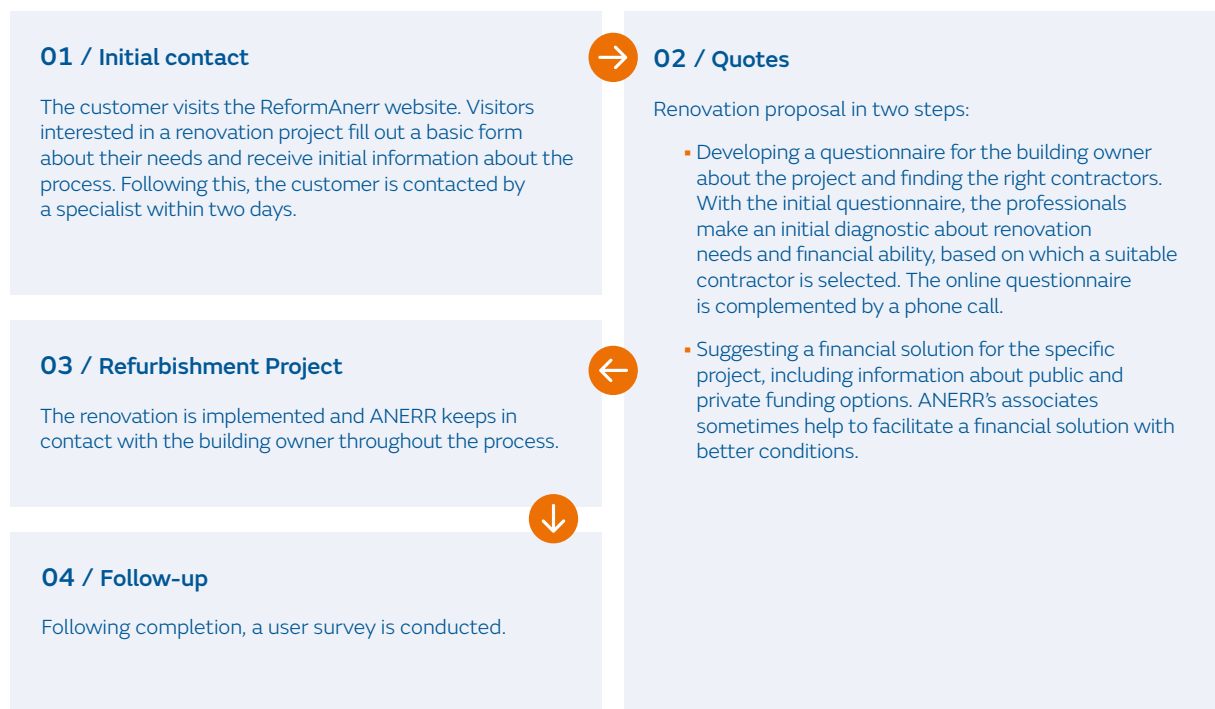 01 / Initial contact
The customer visits the ReformAnerr website. Visitors
interested in a renovation project fill out a basic form
about their needs and receive initial information about the
process. Following this, the customer is contacted by
a specialist within two days.
02 / Quotes
Renovation proposal in two steps:
▪ Developing a questionnaire for the building owner
about the project and finding the right contractors.
With the initial questionnaire, the professionals
make an initial diagnostic about renovation
needs and financial ability, based on which a suitable
contractor is selected. The online questionnaire
is complemented by a phone call.
▪ Suggesting a financial solution for the specific
project, including information about public and
private funding options. ANERR's associates
sometimes help to facilitate a financial solution with
better conditions.
03 / Refurbishment Project
The renovation is implemented and ANERR keeps in
contact with the building owner throughout the process.
04 / Follow-up
Following completion, a user survey is conducted.